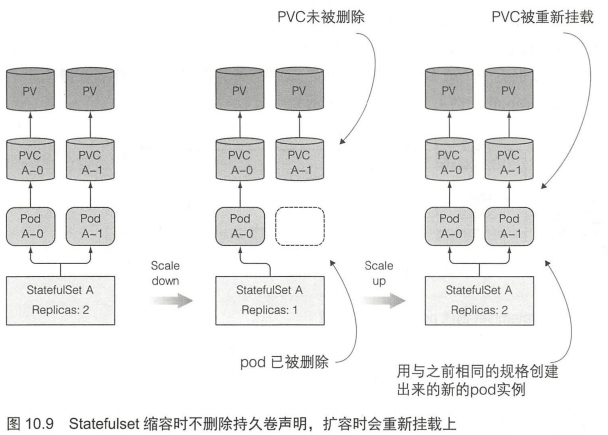 PVC未被删除
PVC被重新挂载
PV
PV
PVC
A-0
PVC
A-1
Pod
A-0
Pod
A-1
StatefulSet A
Replicas: 2
Scale
down
PV
PV
PVC
A-0
PVC
A-1
Pod
A-0
StatefulSet A
Replicas: 1
pod 已被删除
Scale
up
PV
PV
PVC
A-0
PVC
A-1
Pod
A-0
Pod
A-1
StatefulSet A
Replicas: 2
用与之前相同的规格创建
出来的新的pod实例
图 10.9 Statefulset 缩容时不删除持久卷声明，扩容时会重新挂载上